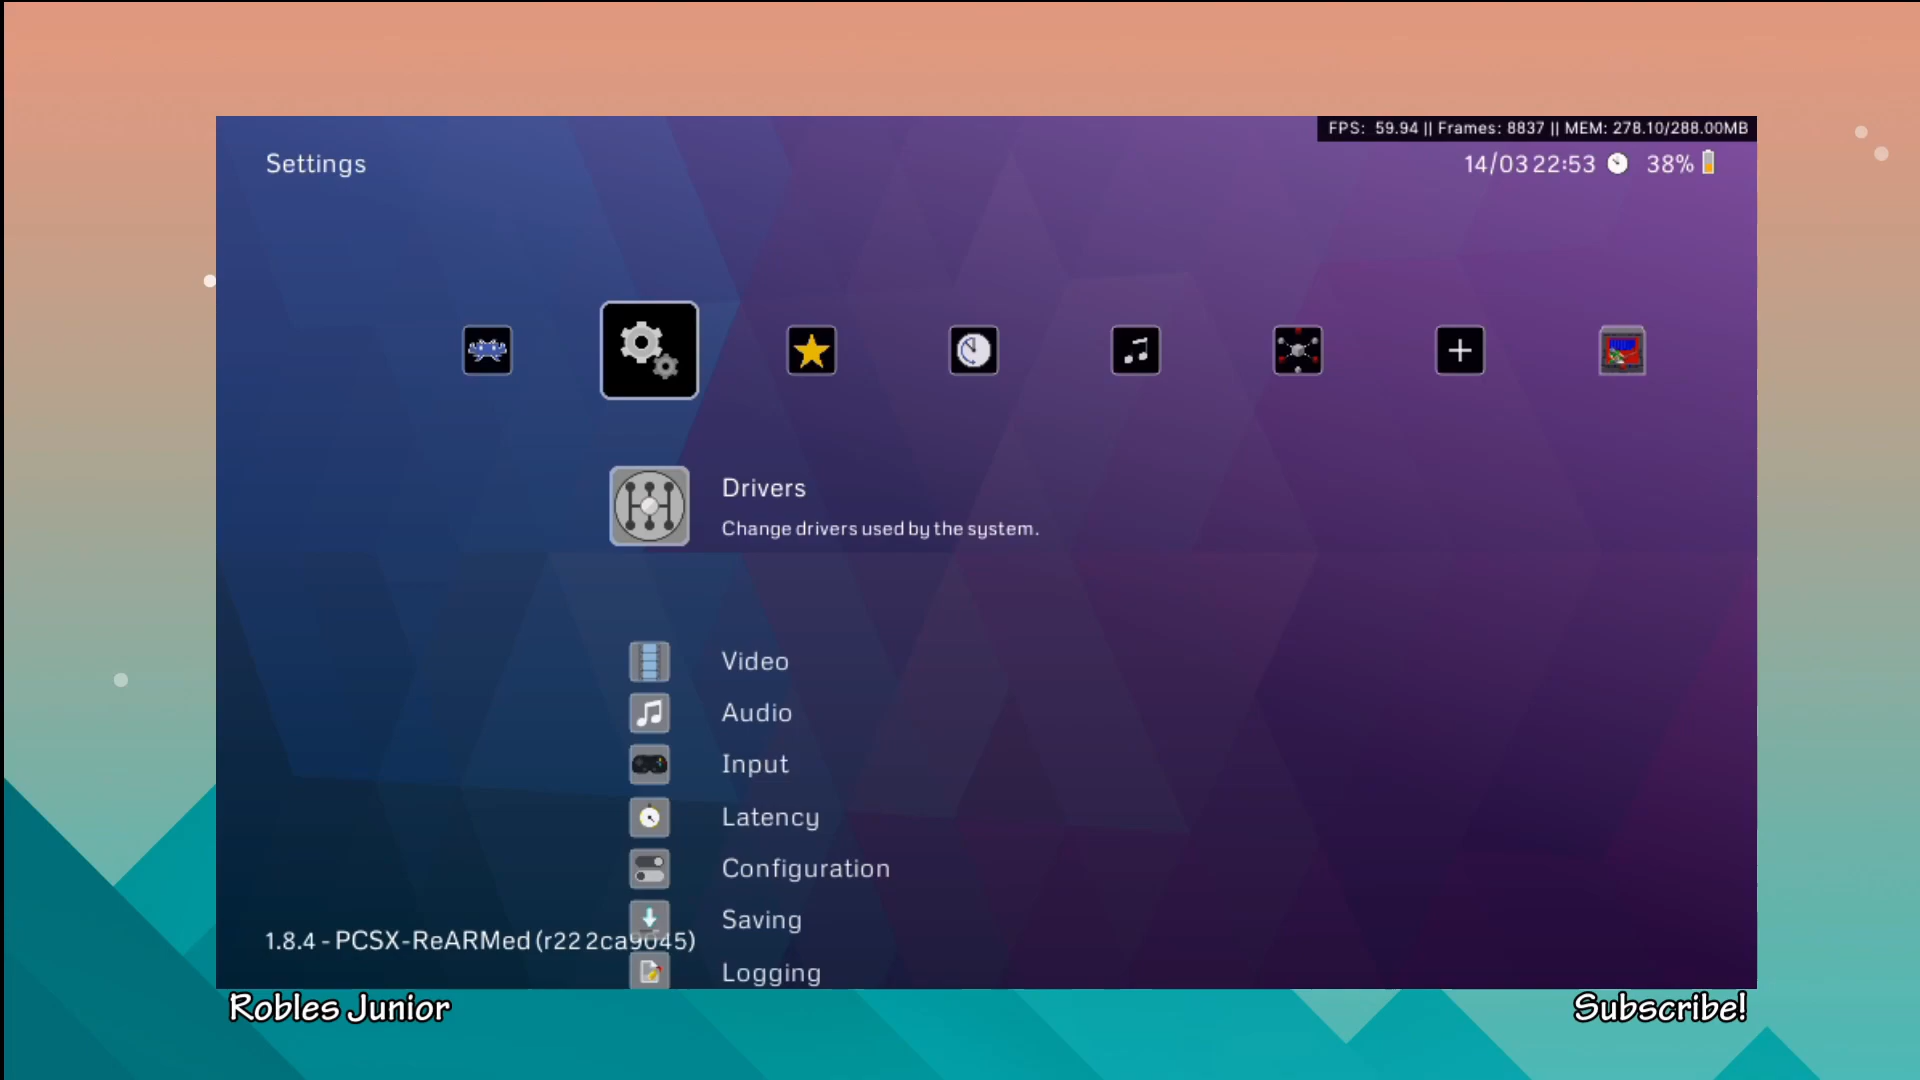 FPS: 59.94 || Frames: 8837 || MEM: 278.10/288.00MB
Settings
14/03 22:53 38%
Drivers
Change drivers used by the system.
Video
Audio
Input
Latency
Configuration
Saving
1.8.4 - PCSX-ReARMed (r22 2ca9045)
Logging
Robles Junior
Subscribe!